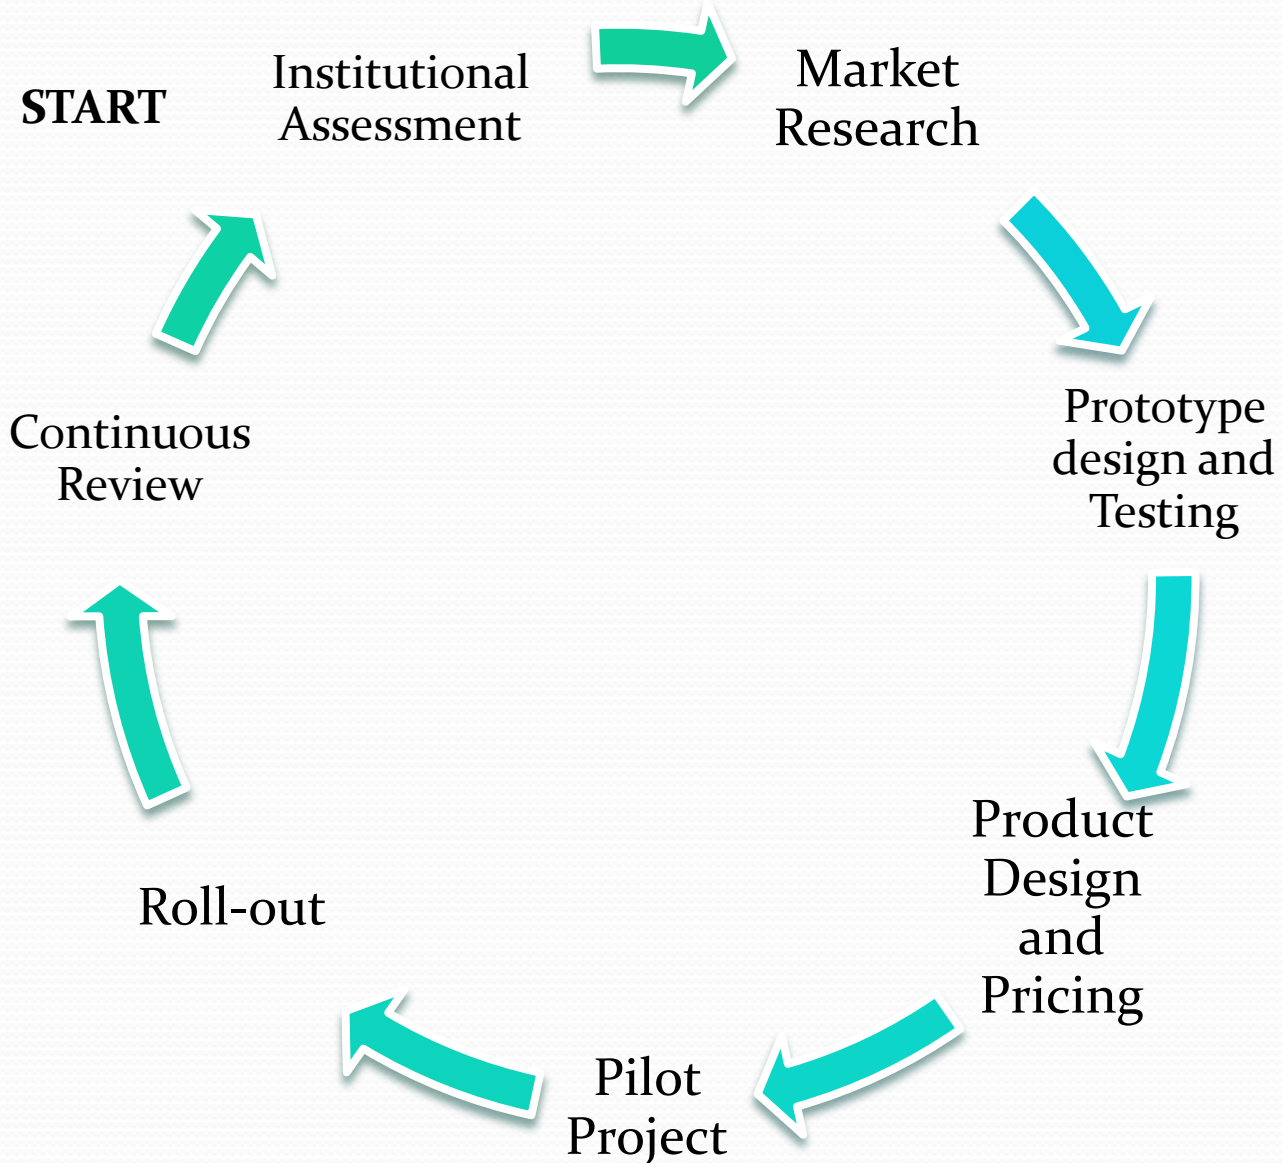 START
Institutional
Assessment
Market
Research
Prototype
design and
Testing
Product
Design
and
Pricing
Pilot
Project
Roll-out
Continuous
Review